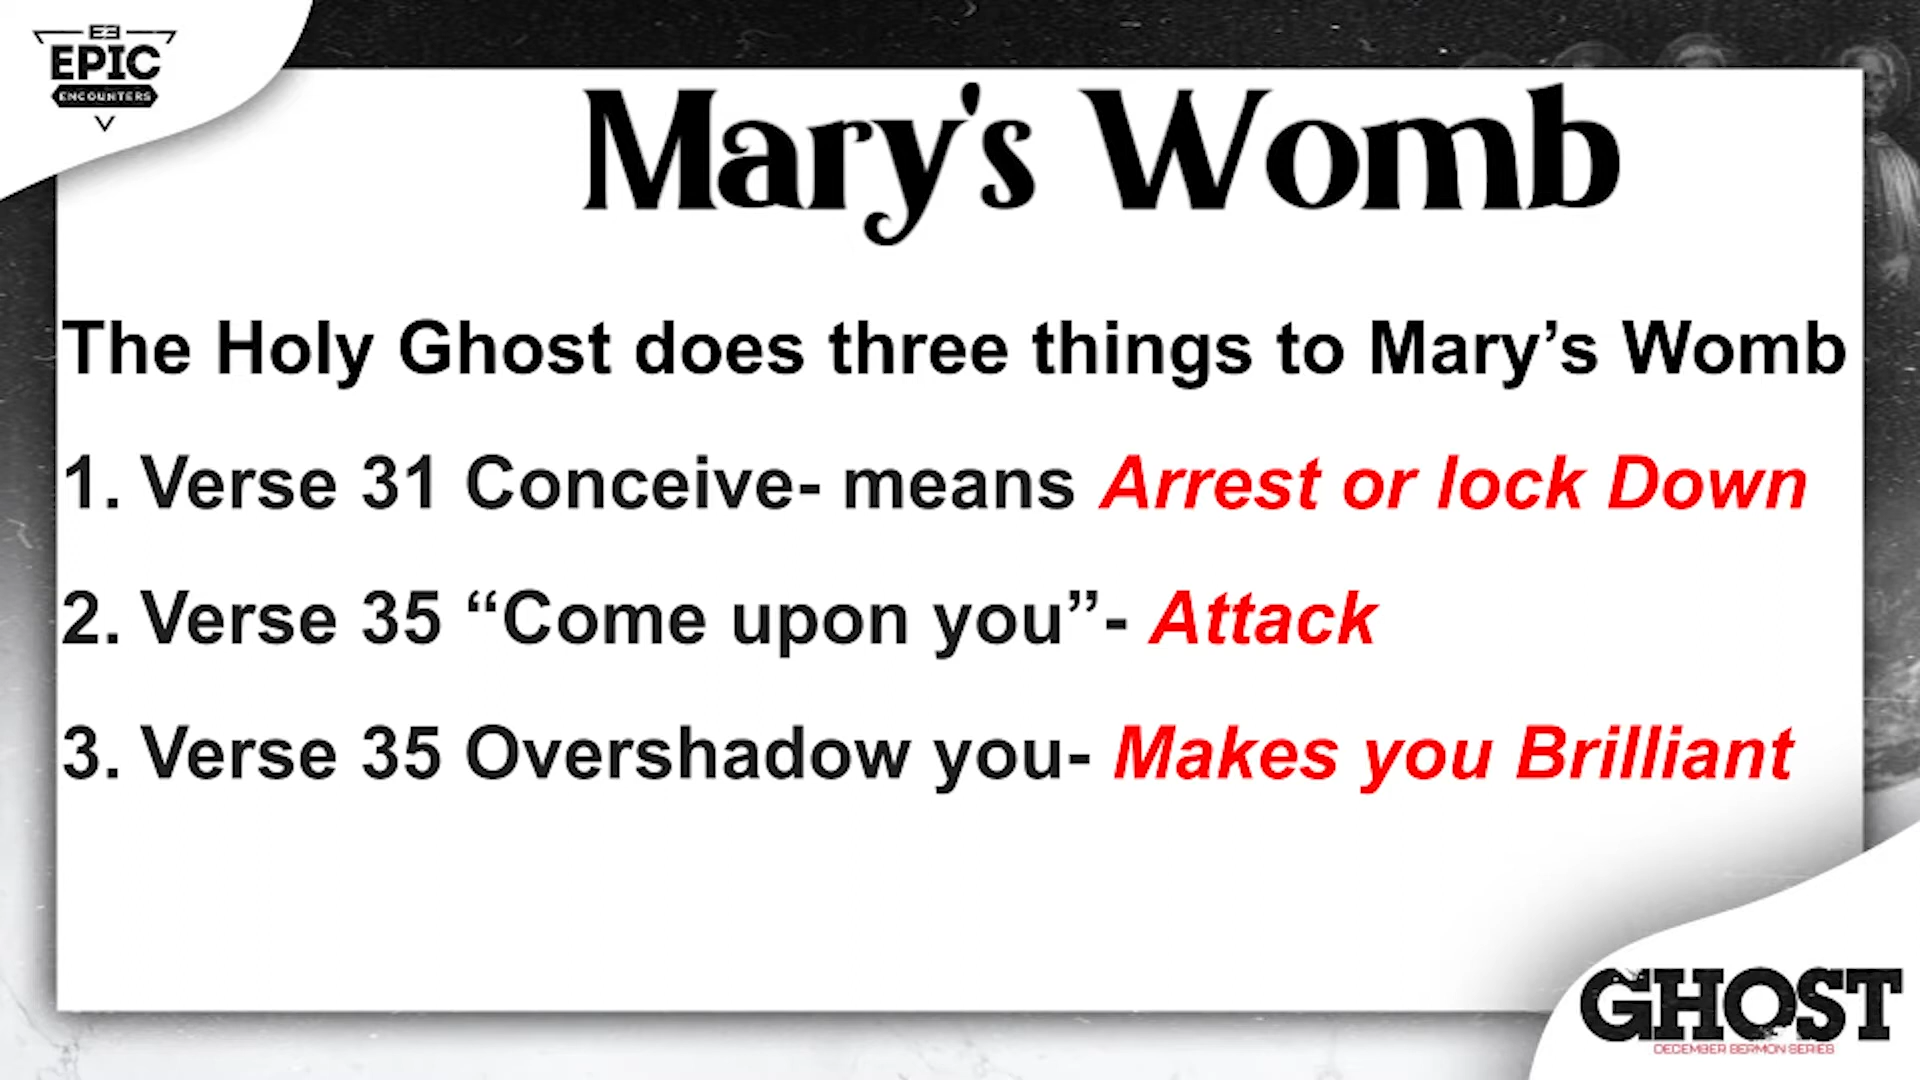 EPIC
ENCOUNTERS
Mary's Womb
The Holy Ghost does three things to Mary’s Womb
1. Verse 31 Conceive- means Arrest or lock Down
2. Verse 35 “Come upon you”- Attack
3. Verse 35 Overshadow you- Makes you Brilliant
GHOST
DECEMBER SERMON SERIES